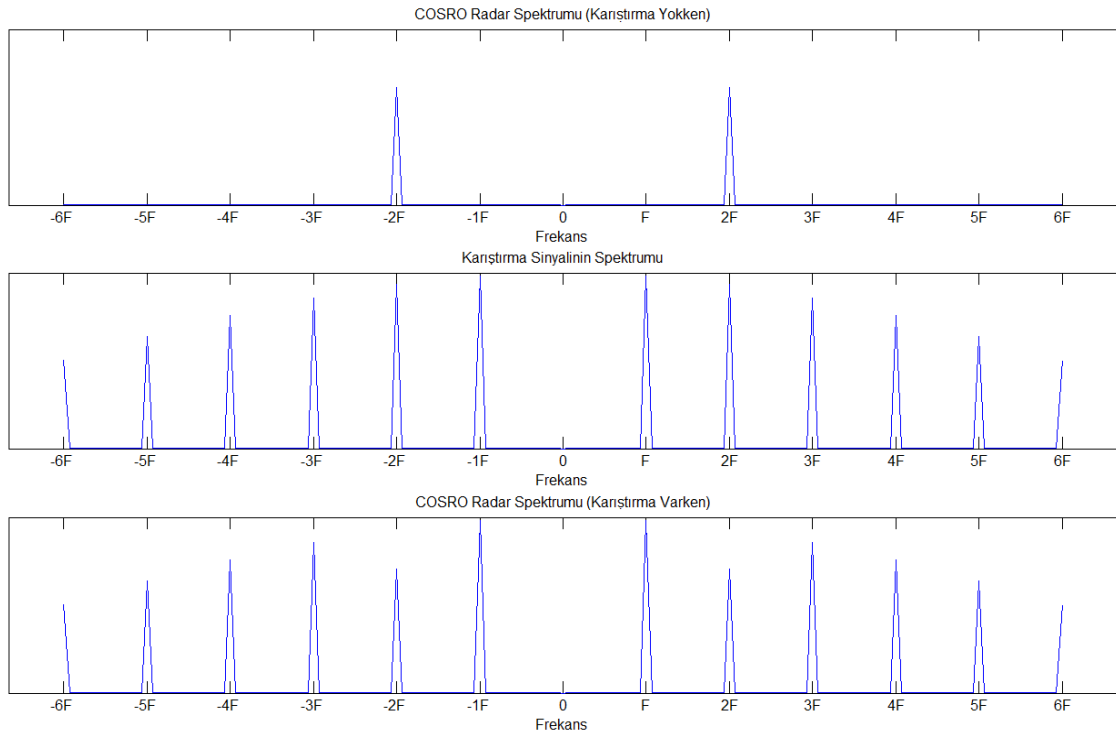 COSRO Radar Spektrumu (Karıştırma Yokken)
-6F -5F -4F -3F -2F -1F 0 F 2F 3F 4F 5F 6F
Frekans
Karıştırma Sinyalinin Spektrumu
-6F -5F -4F -3F -2F -1F 0 F 2F 3F 4F 5F 6F
Frekans
COSRO Radar Spektrumu (Karıştırma Varken)
-6F -5F -4F -3F -2F -1F 0 F 2F 3F 4F 5F 6F
Frekans